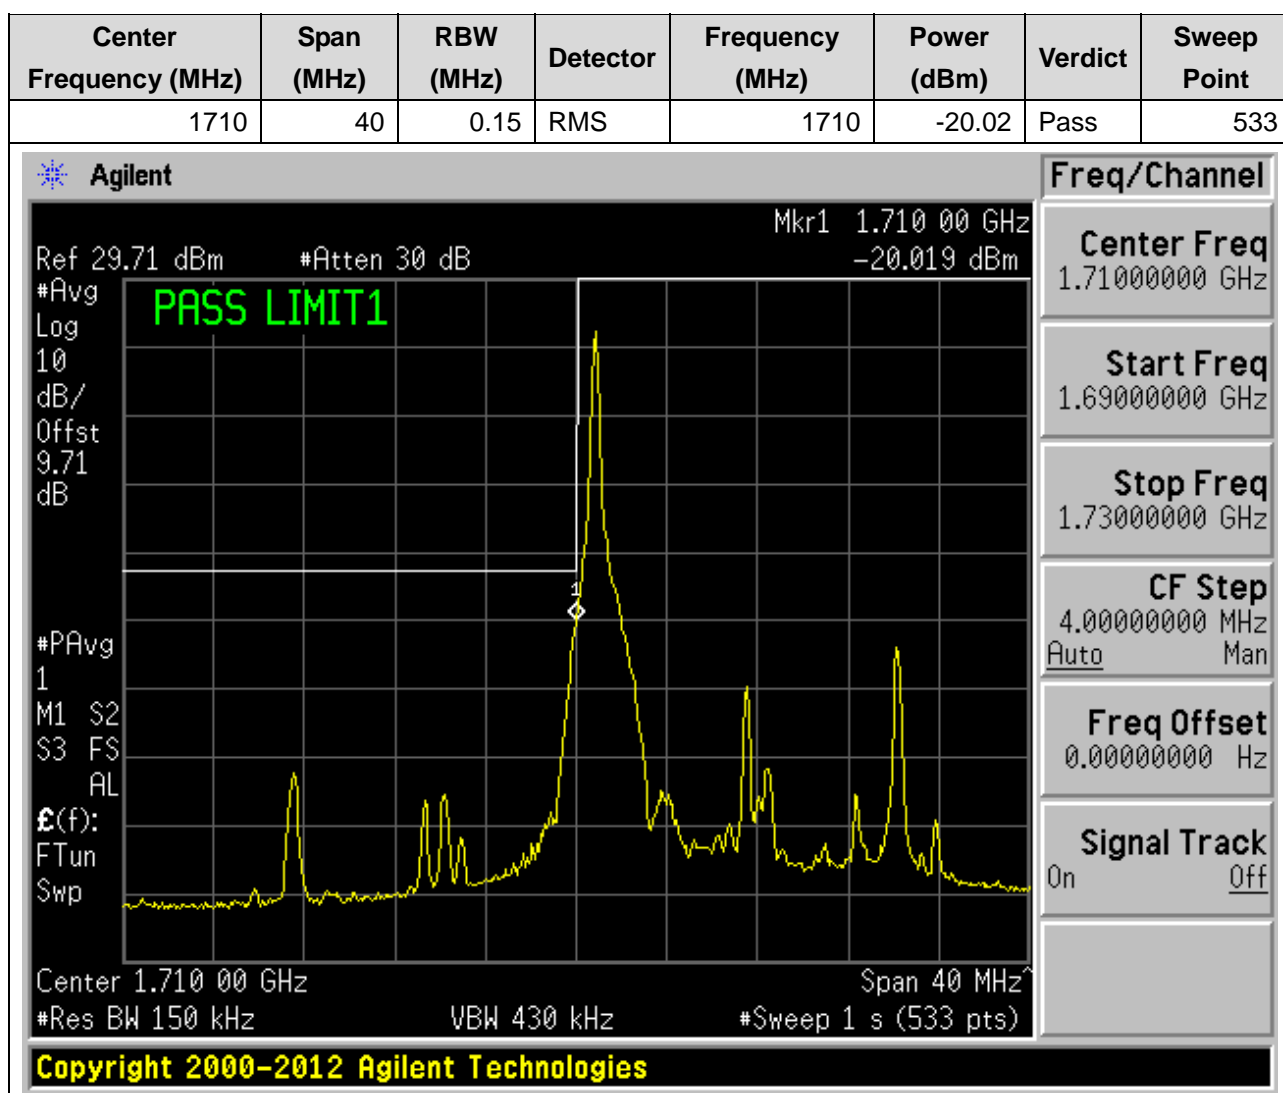 Center Frequency (MHz) Span (MHz) RBW (MHz) Detector Frequency (MHz) Power (dBm) Verdict Sweep Point
1710 40 0.15 RMS 1710 -20.02 Pass 533
Agilent
Freq/Channel
Mkr1 1.710 00 GHz
Ref 29.71 dBm #Atten 30 dB -20.019 dBm
#Avg
Log
10
dB/
Offst
9.71
dB
PASS LIMIT1
1
#PAvg
1
M1 S2
S3 FS
AL
£(f):
FTun
Swp
Center 1.710 00 GHz Span 40 MHz^
#Res BW 150 kHz VBW 430 kHz #Sweep 1 s (533 pts)
Center Freq
1.71000000 GHz
Start Freq
1.69000000 GHz
Stop Freq
1.73000000 GHz
CF Step
4.00000000 MHz
Auto Man
Freq Offset
0.00000000 Hz
Signal Track
On Off
Copyright 2000-2012 Agilent Technologies